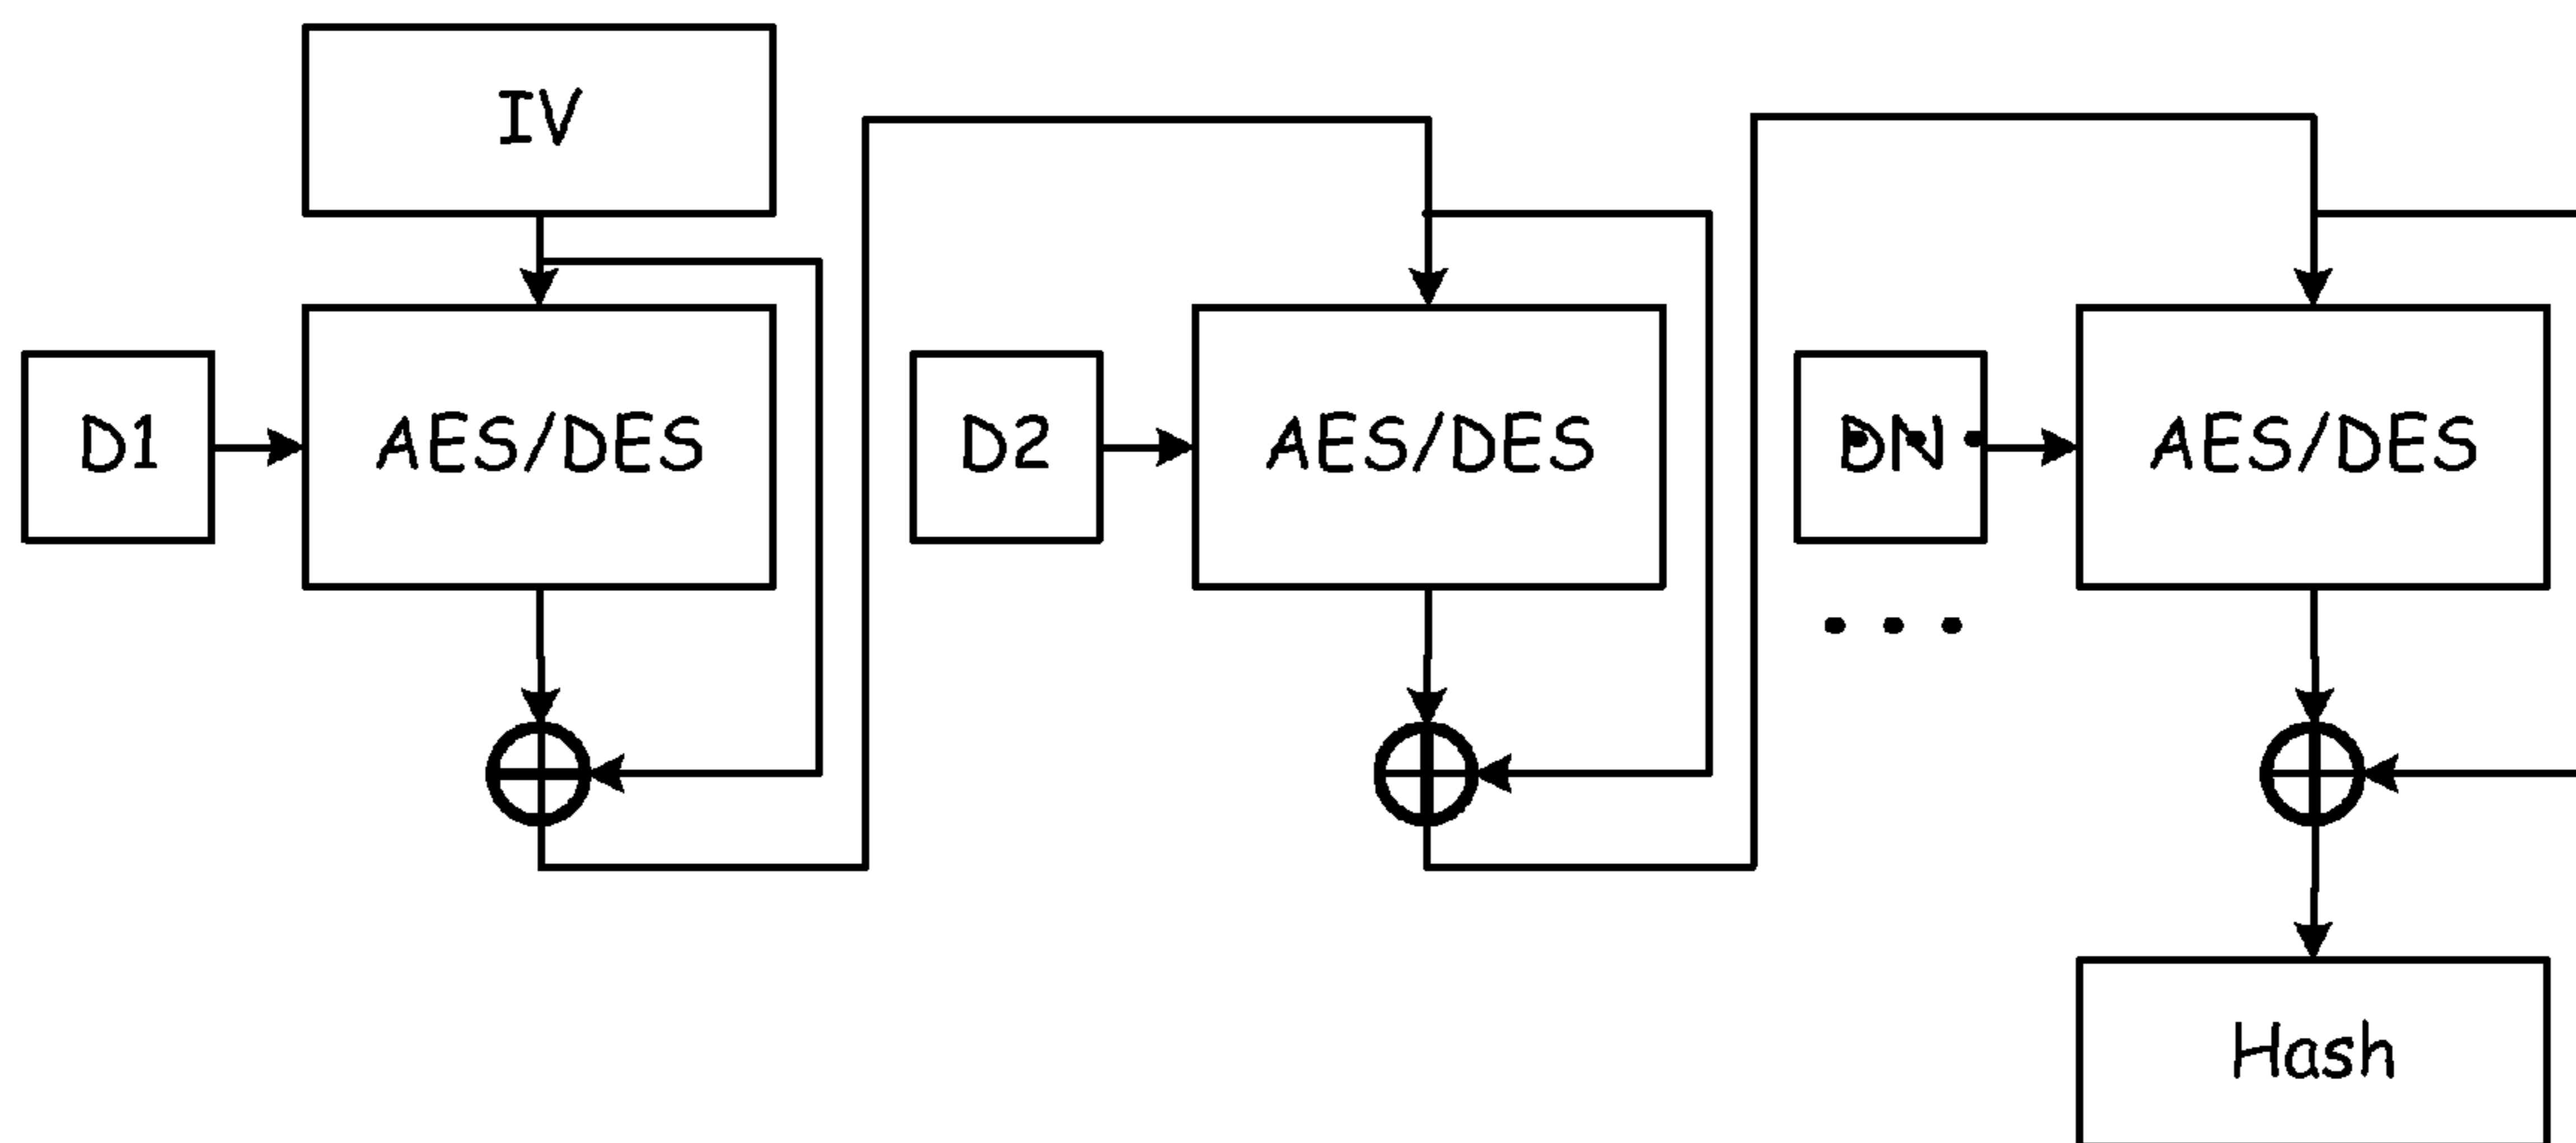 IV
D1
AES/DES
D2
AES/DES
DN
AES/DES
. . .
Hash